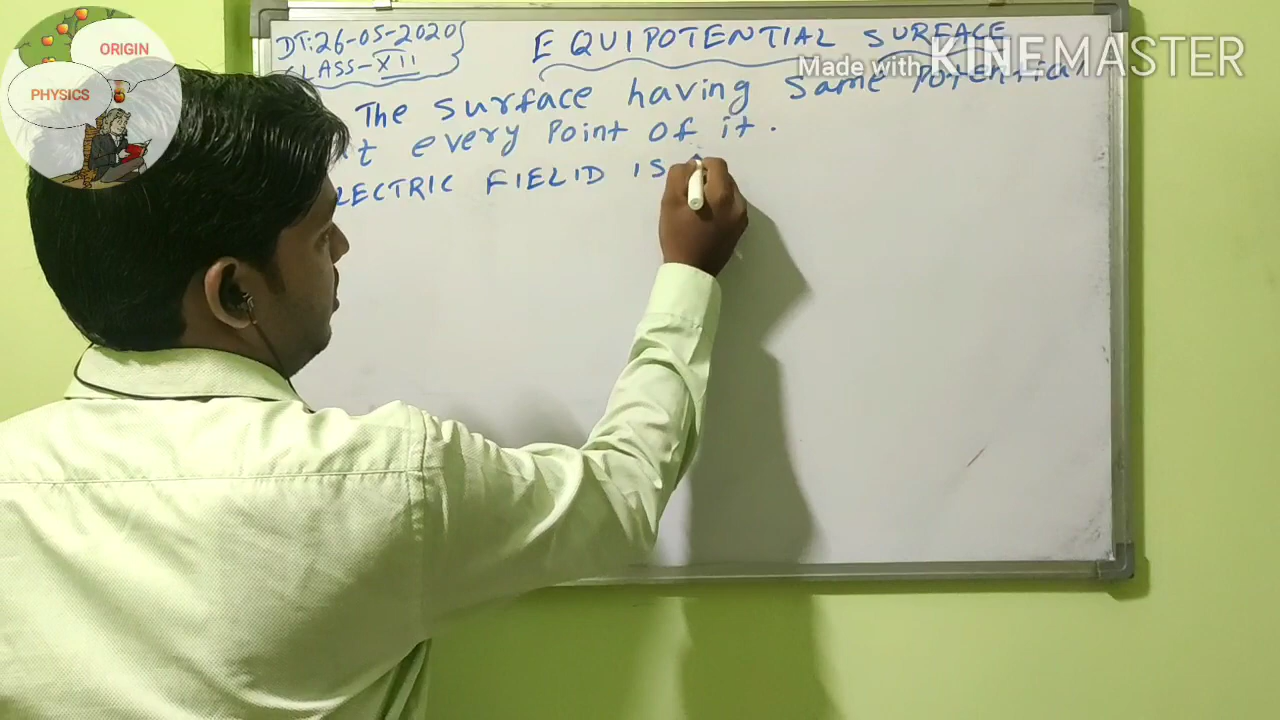 ORIGIN
PHYSICS
DT:26-05-2020
CLASS-XII
EQUIPOTENTIAL SURFACE
Made with KINEMASTER
The surface having same potential
at every point of it.
ELECTRIC FIELD IS